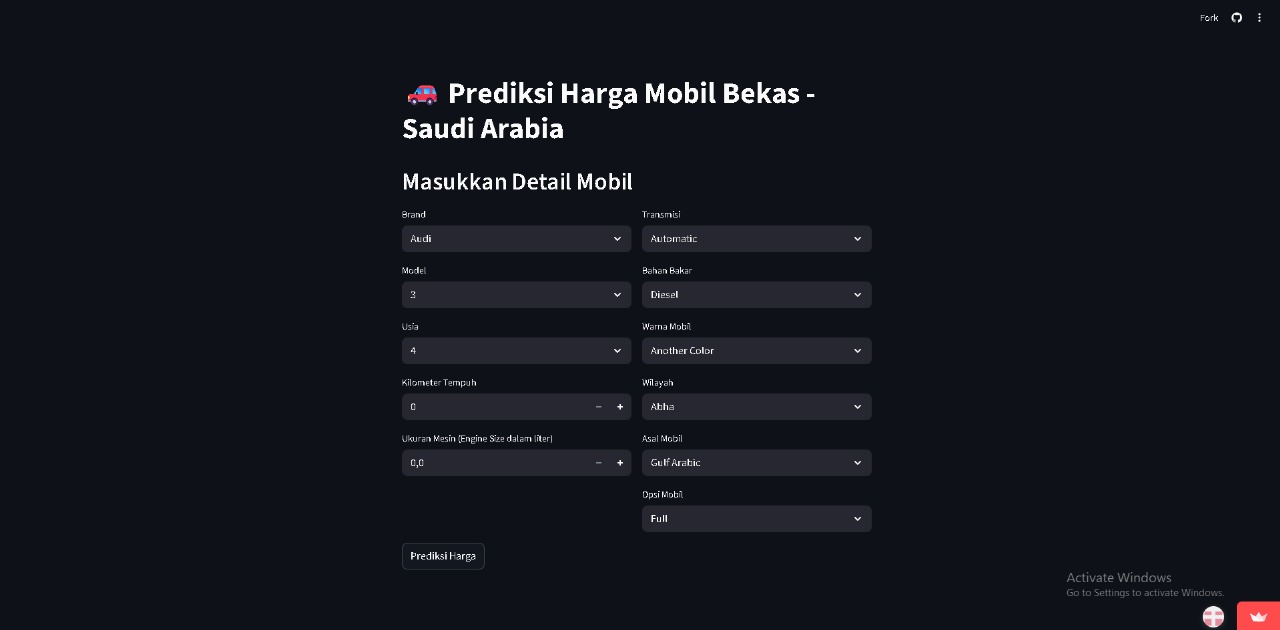 Fork
Prediksi Harga Mobil Bekas -
Saudi Arabia
Masukkan Detail Mobil
Brand
Audi
Transmisi
Automatic
Model
3
Bahan Bakar
Diesel
Usia
4
Warna Mobil
Another Color
Kilometer Tempuh
0
Wilayah
Abha
Ukuran Mesin (Engine Size dalam liter)
0,0
Asal Mobil
Gulf Arabic
Opsi Mobil
Full
Prediksi Harga
Activate Windows
Go to Settings to activate Windows.